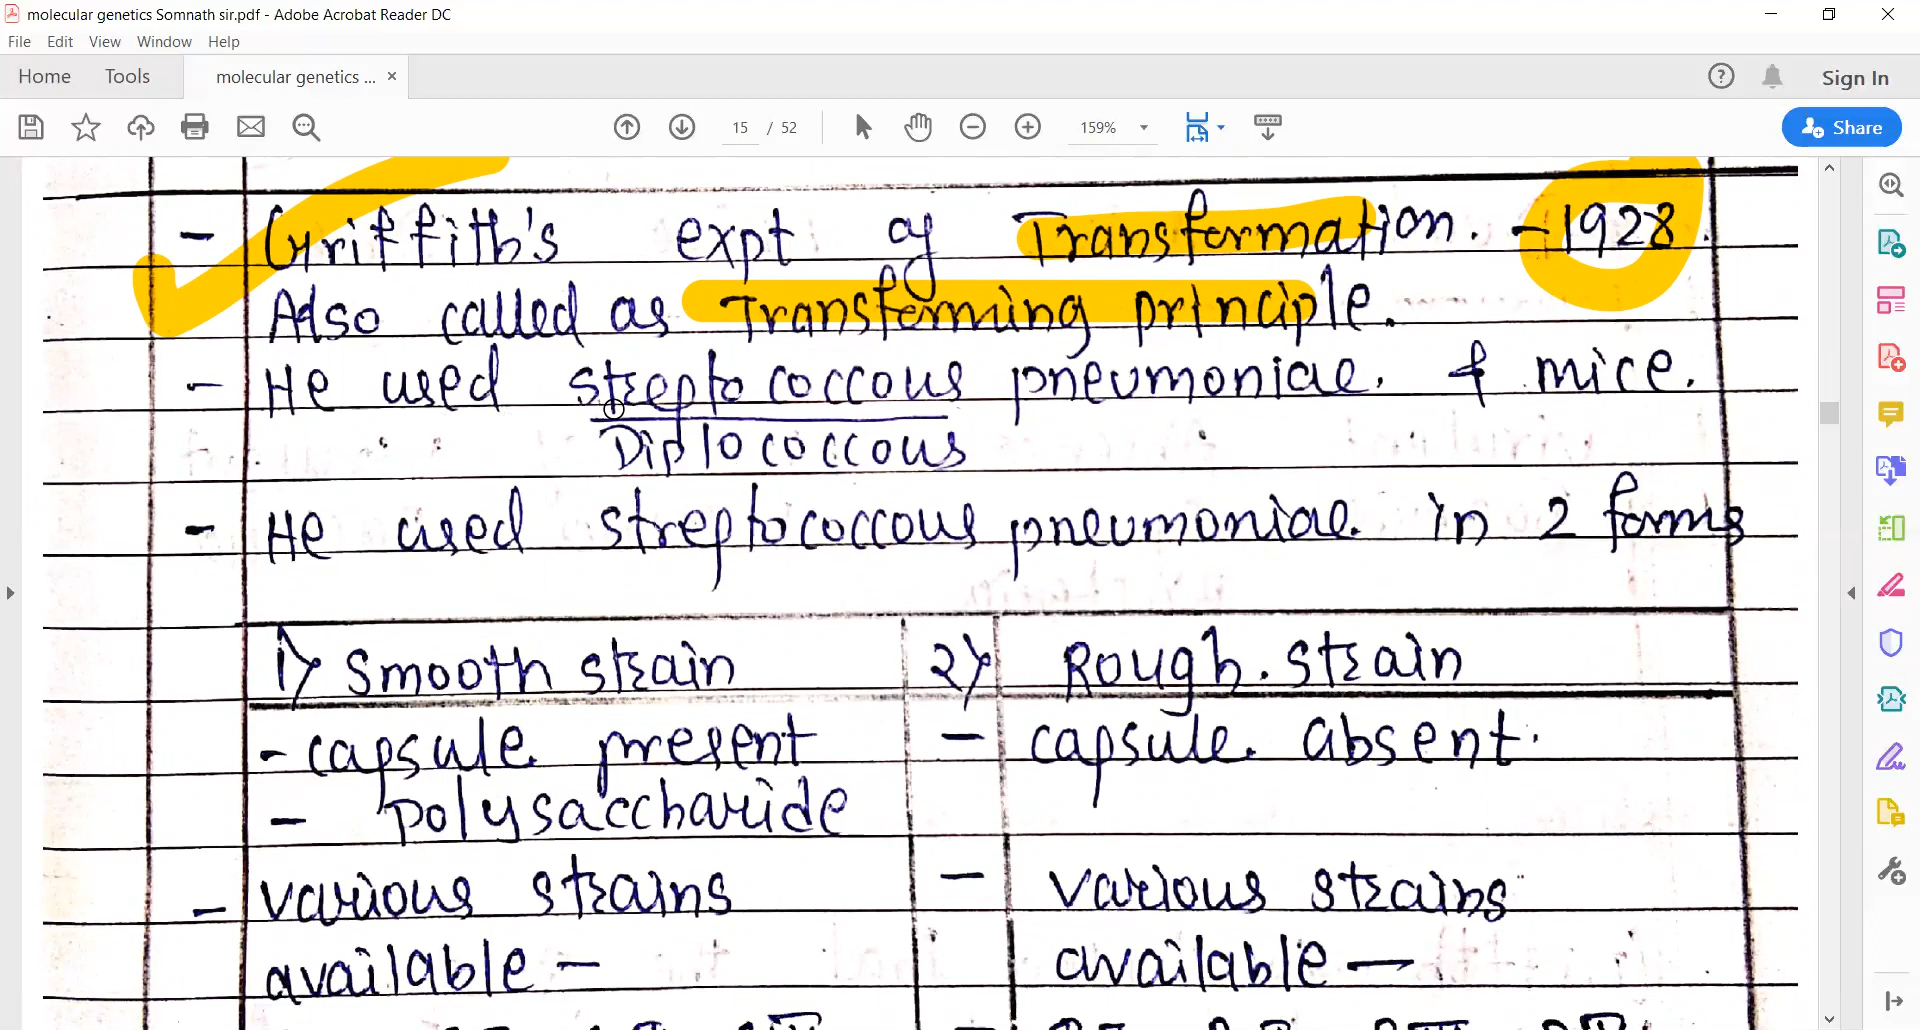 molecular genetics Somnath sir.pdf - Adobe Acrobat Reader DC
File Edit View Window Help
Home Tools molecular genetics ... × Sign In
15 / 52 159% Share
- Griffith's expt of Transformation. - 1928.
Also called as Transforming principle.
- He used streptococcous pneumoniae. & mice.
Diplococcous
- He used streptococcous pneumoniae. in 2 forms
1) Smooth strain 2) Rough. strain
- capsule present - capsule absent.
- polysaccharide
- various strains - various strains
available - available -